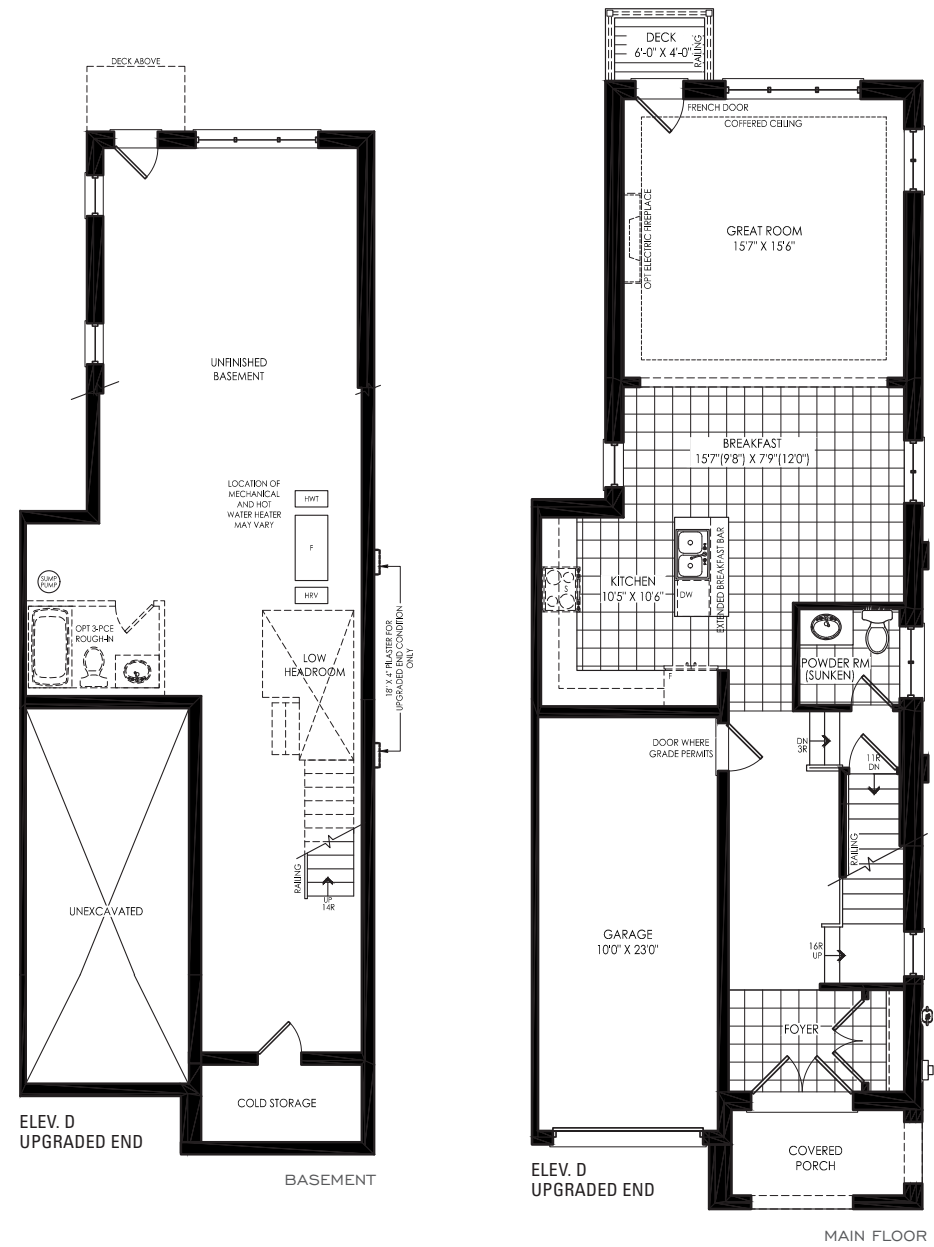 DECK ABOVE
UNFINISHED
BASEMENT
LOCATION OF
MECHANICAL
AND HOT
WATER HEATER
MAY VARY
HWT
F
HRV
SUMP
PUMP
OPT 3-PCE
ROUGH-IN
LOW
HEADROOM
18" X 4" PILASTER FOR
UPGRADED END CONDITION
ONLY
RAILING
UP
14R
UNEXCAVATED
COLD STORAGE
ELEV. D
UPGRADED END
BASEMENT
DECK
6'-0" X 4'-0"
RAILING
FRENCH DOOR
COFFERED CEILING
OPT ELECTRIC FIREPLACE
GREAT ROOM
15'7" X 15'6"
BREAKFAST
15'7"(9'8") X 7'9"(12'0")
KITCHEN
10'5" X 10'6"
S
DW
EXTENDED BREAKFAST BAR
F
POWDER RM
(SUNKEN)
DOOR WHERE
GRADE PERMITS
DN
3R
11R
DN
RAILING
16R
UP
GARAGE
10'0" X 23'0"
FOYER
COVERED
PORCH
ELEV. D
UPGRADED END
MAIN FLOOR